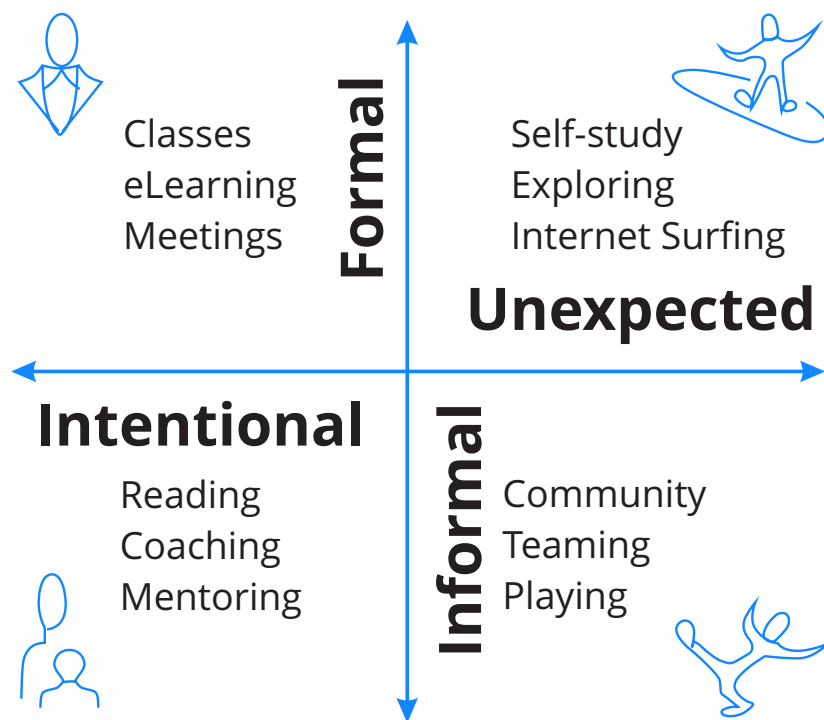 Formal
Classes
eLearning
Meetings
Self-study
Exploring
Internet Surfing
Unexpected
Intentional
Reading
Coaching
Mentoring
Informal
Community
Teaming
Playing